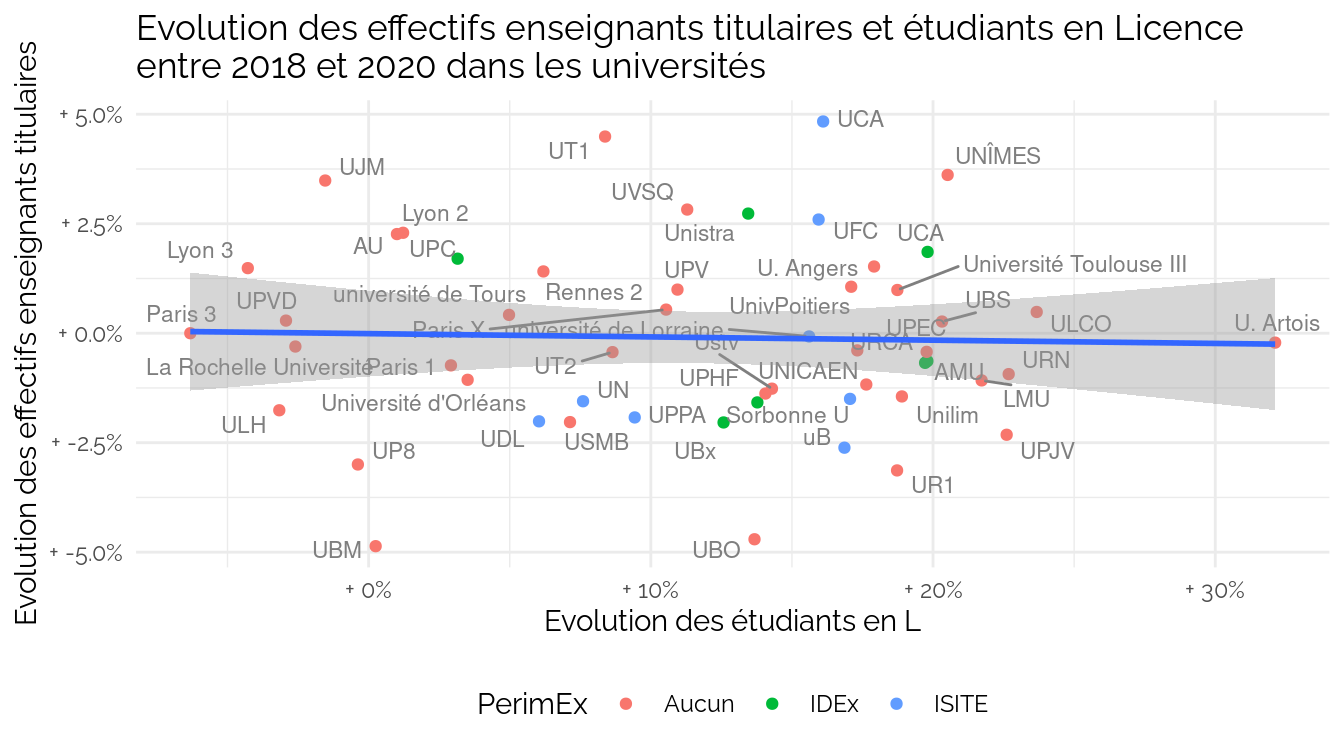 Evolution des effectifs enseignants titulaires et étudiants en Licence
entre 2018 et 2020 dans les universités
Evolution des effectifs enseignants titulaires
+ 5.0%
+ 2.5%
+ 0.0%
+ -2.5%
+ -5.0%
UCA
UT1
UNÎMES
UJM
UVSQ
Lyon 2
AU
UPC
Unistra
UFC
UCA
Lyon 3
UPV
U. Angers
Université Toulouse III
Rennes 2
université de Tours
UPVD
UnivPoitiers
UBS
Paris 3
Paris X
université de Lorraine
UPEC
ULCO
U. Artois
UstV
URCA
La Rochelle Université
Paris 1
UT2
UPHF
UNICAEN
AMU
URN
UN
LMU
Université d'Orléans
UPPA
Sorbonne U
Unilim
ULH
UDL
USMB
UBx
uB
UP8
UPJV
UR1
UBM
UBO
+ 0%
+ 10%
+ 20%
+ 30%
Evolution des étudiants en L
PerimEx
Aucun
IDEx
ISITE